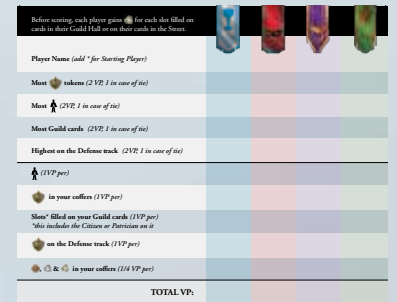 Before scoring, each player gains for each slot filled on
cards in their Guild Hall or on their cards in the Street.
Player Name (add * for Starting Player)
Most tokens (2 VP, 1 in case of tie)
Most (2VP, 1 in case of tie)
Most Guild cards (2VP, 1 in case of tie)
Highest on the Defense track (2VP, 1 in case of tie)
(1VP per)
in your coffers (1VP per)
Slots* filled on your Guild cards (1VP per)
*this includes the Citizen or Patrician on it
on the Defense track (1VP per)
, & in your coffers (1/4 VP per)
TOTAL VP: